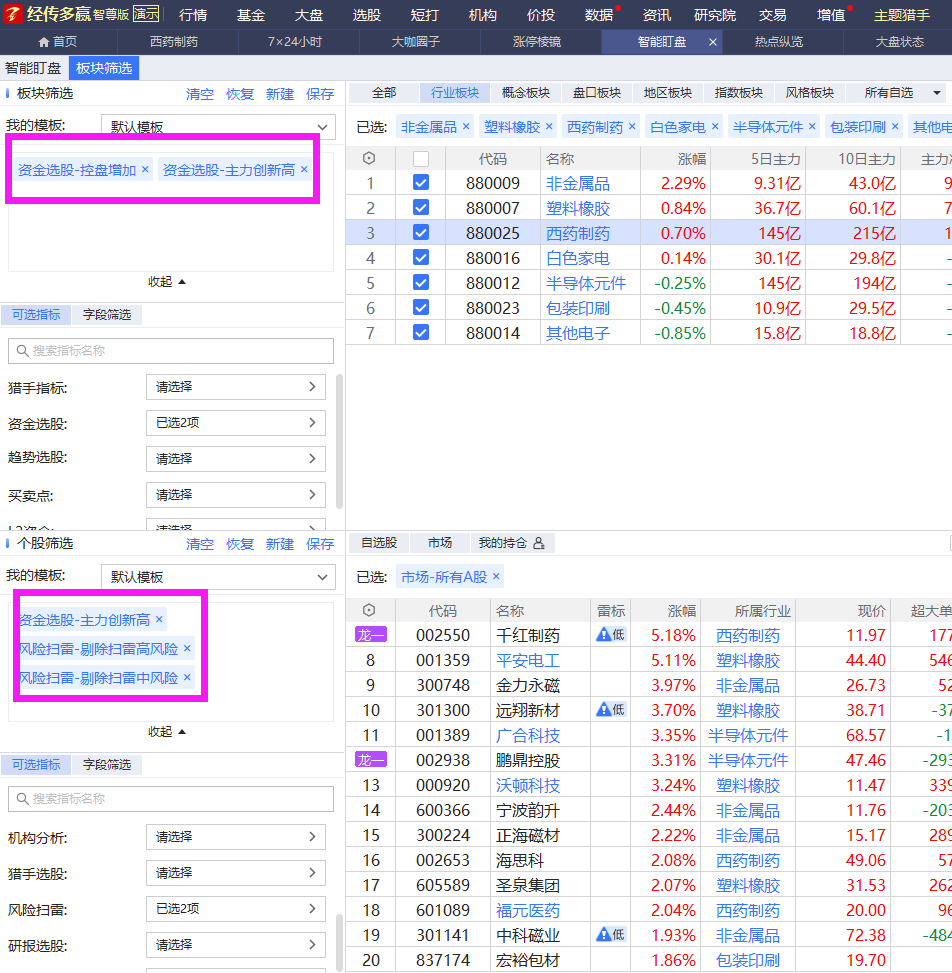 经传多赢 智尊版 演示 行情 基金 大盘 选股 短打 机构 价投 数据 资讯 研究院 交易 增值 主题猎手
首页 西药制药 7×24小时 大咖圈子 涨停棱镜 智能盯盘 × 热点纵览 大盘状态
智能盯盘 板块筛选
板块筛选 清空 恢复 新建 保存
我的模板: 默认模板
资金选股-控盘增加 × 资金选股-主力创新高 ×
收起
可选指标 字段筛选
搜索指标名称
猎手指标: 请选择
资金选股: 已选2项
趋势选股: 请选择
买卖点: 请选择
L2资金: 请选择
全部 行业板块 概念板块 盘口板块 地区板块 指数板块 风格板块 所有自选
已选: 非金属品 × 塑料橡胶 × 西药制药 × 白色家电 × 半导体元件 × 包装印刷 × 其他电
代码 名称 涨幅 5日主力 10日主力 主力
1 880009 非金属品 2.29% 9.31亿 43.0亿 9
2 880007 塑料橡胶 0.84% 36.7亿 60.1亿 7
3 880025 西药制药 0.70% 145亿 215亿 1
4 880016 白色家电 0.14% 30.1亿 29.8亿 -
5 880012 半导体元件 -0.25% 145亿 194亿 -
6 880023 包装印刷 -0.45% 10.9亿 29.5亿 -
7 880014 其他电子 -0.85% 15.8亿 18.8亿 -
个股筛选 清空 恢复 新建 保存
我的模板: 默认模板
资金选股-主力创新高 ×
风险扫雷-剔除扫雷高风险 ×
风险扫雷-剔除扫雷中风险 ×
收起
可选指标 字段筛选
搜索指标名称
机构分析: 请选择
猎手选股: 请选择
风险扫雷: 已选2项
研报选股: 请选择
自选股 市场 我的持仓
已选: 市场-所有A股 ×
代码 名称 雷标 涨幅 所属行业 现价 超大单
龙一 002550 千红制药 低 5.18% 西药制药 11.97 177
8 001359 平安电工 5.11% 塑料橡胶 44.40 546
9 300748 金力永磁 3.97% 非金属品 26.73 52
10 301300 远翔新材 低 3.70% 塑料橡胶 38.71 -37
11 001389 广合科技 3.35% 半导体元件 68.57 -1
龙一 002938 鹏鼎控股 3.31% 半导体元件 47.46 -293
13 000920 沃顿科技 3.24% 塑料橡胶 11.47 339
14 600366 宁波韵升 2.44% 非金属品 11.76 -203
15 300224 正海磁材 2.22% 非金属品 15.17 289
16 002653 海思科 2.08% 西药制药 49.06 57
17 605589 圣泉集团 2.07% 塑料橡胶 31.53 262
18 601089 福元医药 2.04% 西药制药 20.00 96
19 301141 中科磁业 低 1.93% 非金属品 72.38 -484
20 837174 宏裕包材 1.86% 包装印刷 19.70